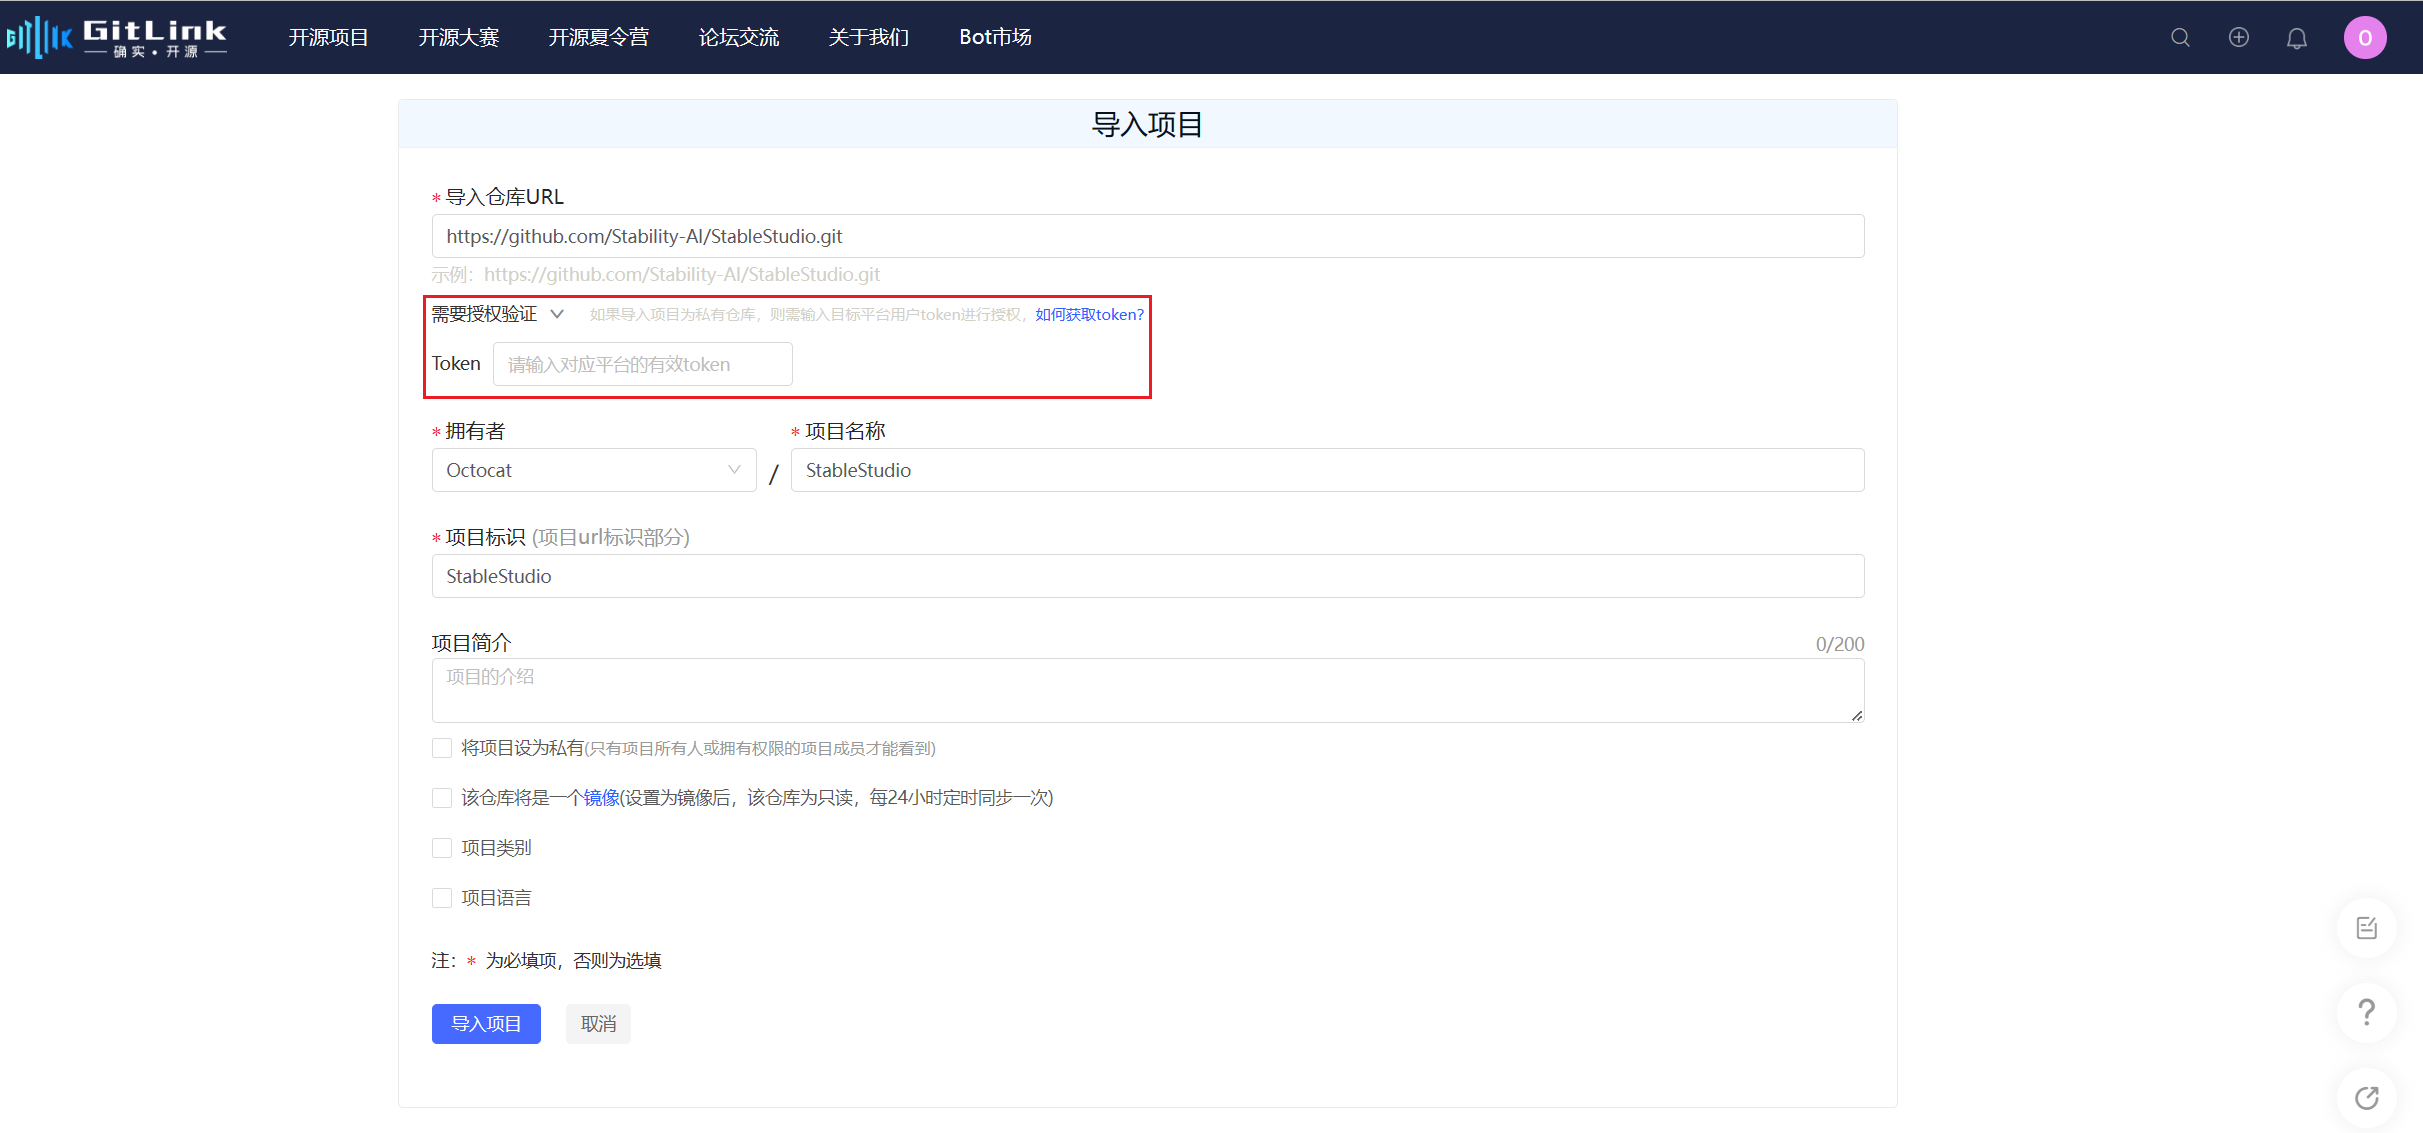 GitLink 开源项目 开源大赛 开源夏令营 论坛交流 关于我们 Bot市场 O
确实·开源
导入项目
* 导入仓库URL
https://github.com/Stability-AI/StableStudio.git
示例：https://github.com/Stability-AI/StableStudio.git
需要授权验证 如果导入项目为私有仓库，则需输入目标平台用户token进行授权，如何获取token?
Token 请输入对应平台的有效token
* 拥有者 * 项目名称
Octocat / StableStudio
* 项目标识 (项目url标识部分)
StableStudio
项目简介 0/200
项目的介绍
将项目设为私有(只有项目所有人或拥有权限的项目成员才能看到)
该仓库将是一个镜像(设置为镜像后，该仓库为只读，每24小时定时同步一次)
项目类别
项目语言
注：* 为必填项，否则为选填
导入项目 取消